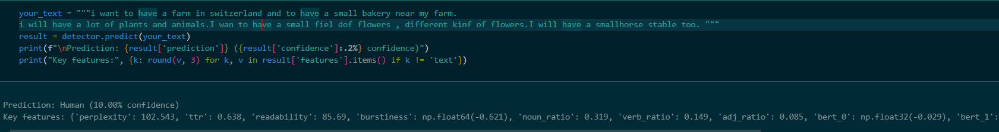 your_text = """i want to have a farm in switzerland and to have a small bakery near my farm.
i will have a lot of plants and animals.I wan to have a small fiel dof flowers , different kinf of flowers.I will have a smallhorse stable too. """
result = detector.predict(your_text)
print(f"\nPrediction: {result['prediction']} ({result['confidence']:.2%} confidence)")
print("Key features:", {k: round(v, 3) for k, v in result['features'].items() if k != 'text'})
Prediction: Human (10.00% confidence)
Key features: {'perplexity': 102.543, 'ttr': 0.638, 'readability': 85.69, 'burstiness': np.float64(-0.621), 'noun_ratio': 0.319, 'verb_ratio': 0.149, 'adj_ratio': 0.085, 'bert_0': np.float32(-0.029), 'bert_1':